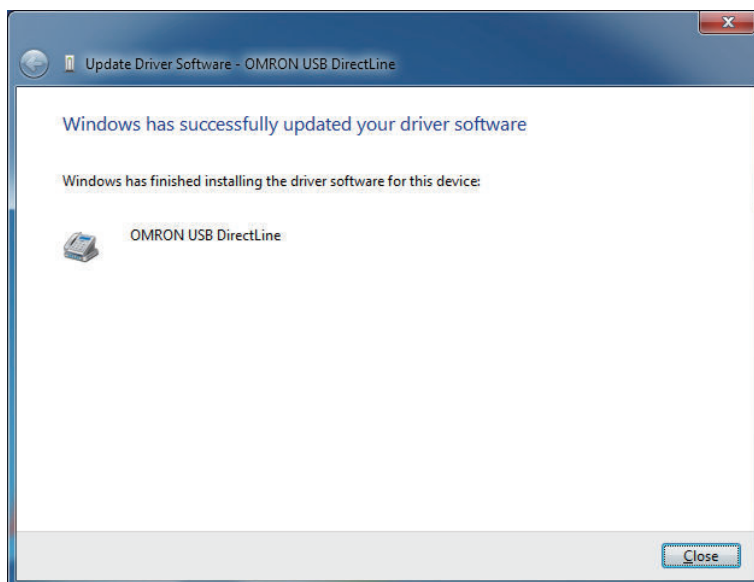 Update Driver Software - OMRON USB DirectLine
Windows has successfully updated your driver software
Windows has finished installing the driver software for this device:
OMRON USB DirectLine
Close